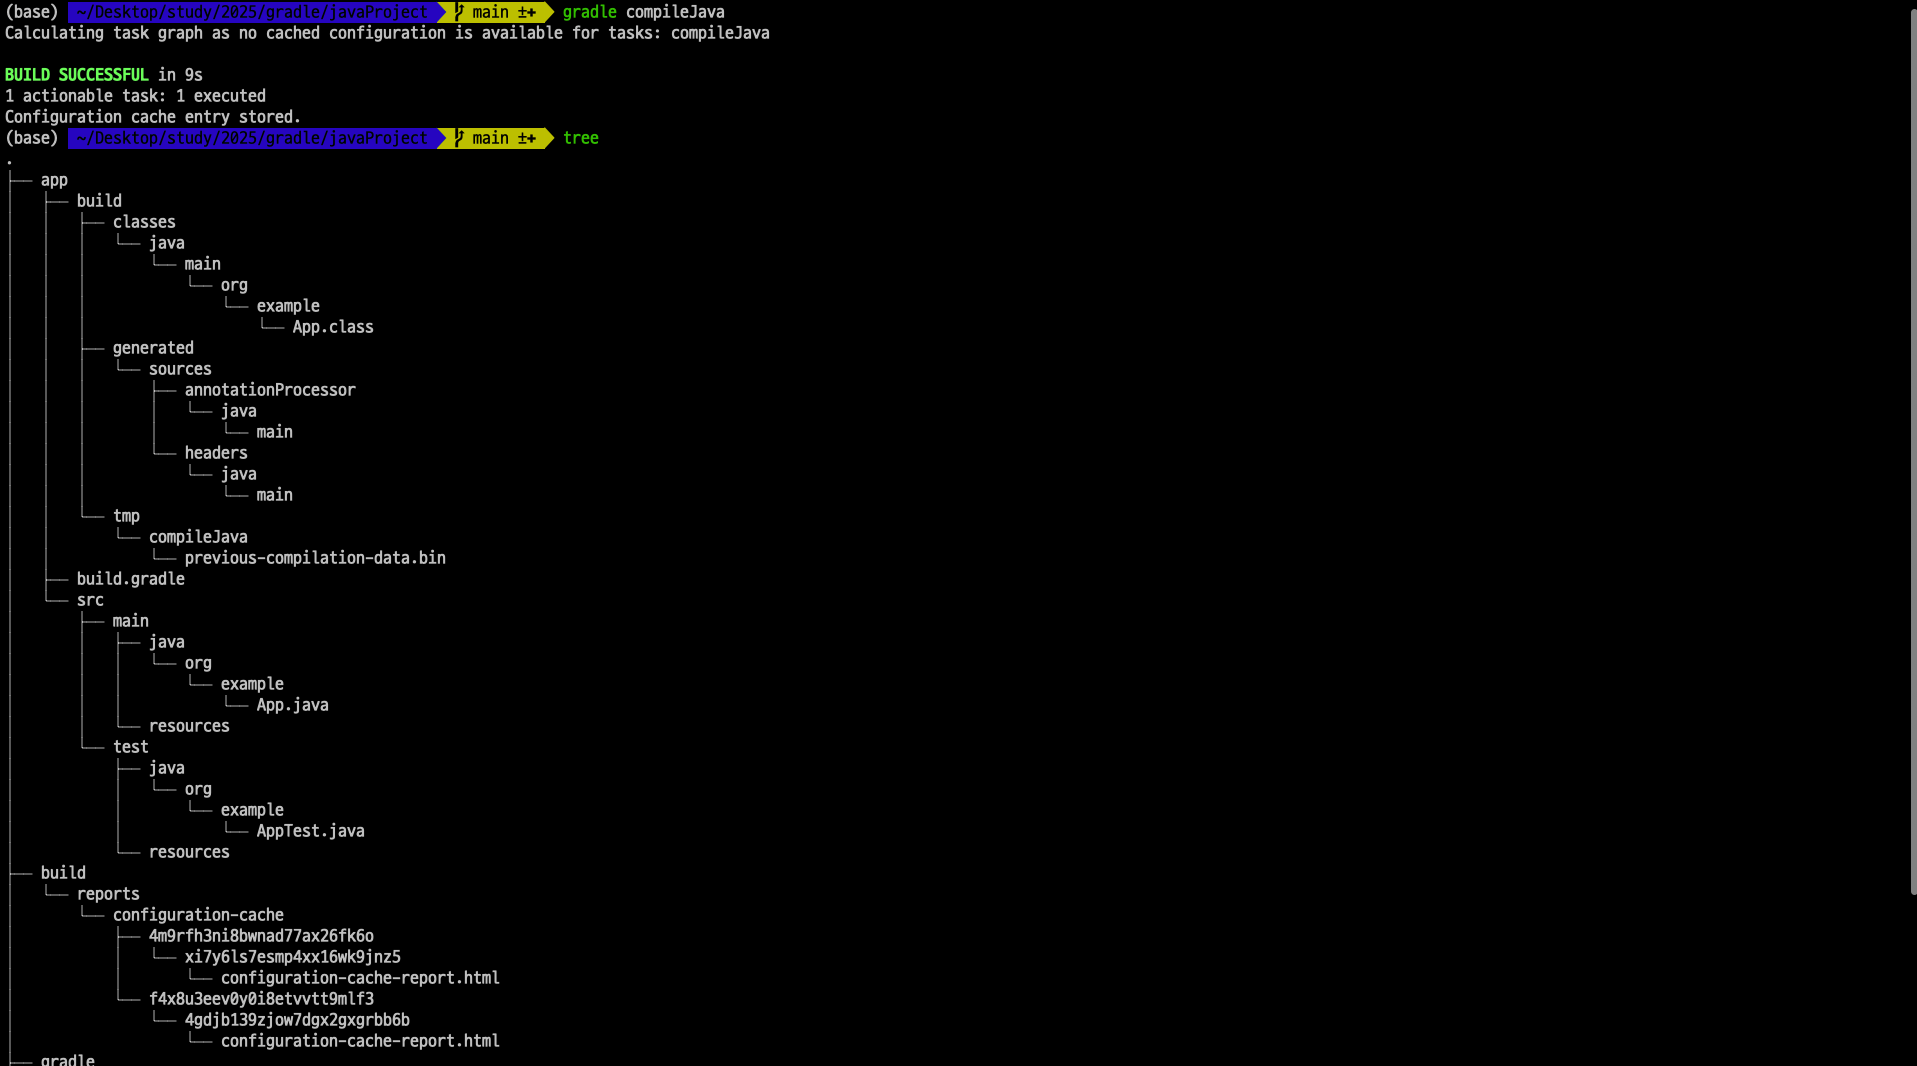 (base) ~/Desktop/study/2025/gradle/javaProject main ±✚ gradle compileJava
Calculating task graph as no cached configuration is available for tasks: compileJava
BUILD SUCCESSFUL in 9s
1 actionable task: 1 executed
Configuration cache entry stored.
(base) ~/Desktop/study/2025/gradle/javaProject main ±✚ tree
.
├── app
│   ├── build
│   │   ├── classes
│   │   │   └── java
│   │   │       └── main
│   │   │           └── org
│   │   │               └── example
│   │   │                   └── App.class
│   │   ├── generated
│   │   │   └── sources
│   │   │       ├── annotationProcessor
│   │   │       │   └── java
│   │   │       │       └── main
│   │   │       └── headers
│   │   │           └── java
│   │   │               └── main
│   │   └── tmp
│   │       └── compileJava
│   │           └── previous-compilation-data.bin
│   ├── build.gradle
│   └── src
│       ├── main
│       │   ├── java
│       │   │   └── org
│       │   │       └── example
│       │   │           └── App.java
│       │   └── resources
│       └── test
│           ├── java
│           │   └── org
│           │       └── example
│           │           └── AppTest.java
│           └── resources
├── build
│   └── reports
│       └── configuration-cache
│           ├── 4m9rfh3ni8bwnad77ax26fk6o
│           │   └── xi7y6ls7esmp4xx16wk9jnz5
│           │       └── configuration-cache-report.html
│           └── f4x8u3eev0y0i8etvvtt9mlf3
│               └── 4gdjb139zjow7dgx2gxgrbb6b
│                   └── configuration-cache-report.html
├── gradle